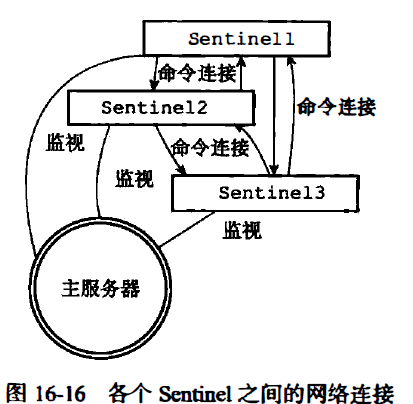 Sentinel1
命令连接
Sentinel2
命令连接
监视
命令连接
监视
Sentinel3
监视
主服务器
图 16-16 各个 Sentinel 之间的网络连接